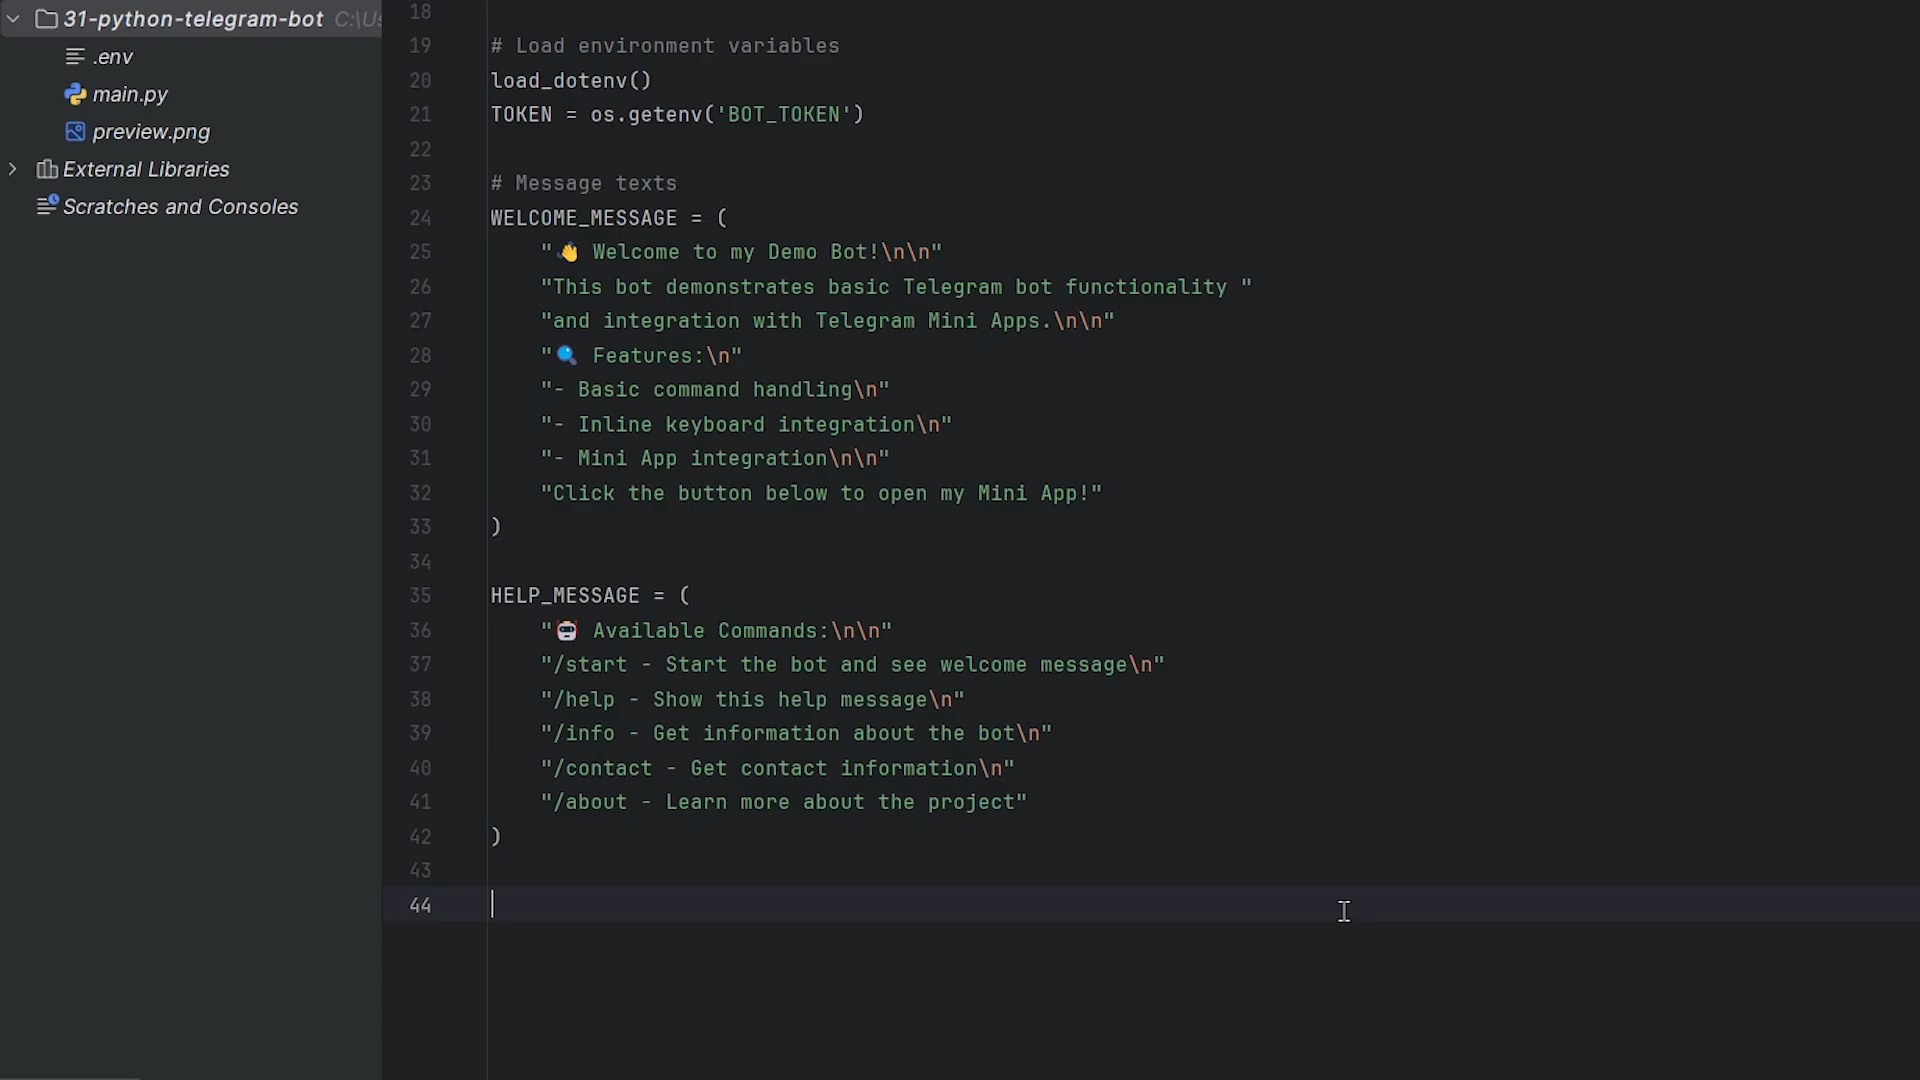 31-python-telegram-bot C:\Us
.env
main.py
preview.png
External Libraries
Scratches and Consoles
18
19 # Load environment variables
20 load_dotenv()
21 TOKEN = os.getenv('BOT_TOKEN')
22
23 # Message texts
24 WELCOME_MESSAGE = (
25 "👋 Welcome to my Demo Bot!\n\n"
26 "This bot demonstrates basic Telegram bot functionality "
27 "and integration with Telegram Mini Apps.\n\n"
28 "🔍 Features:\n"
29 "- Basic command handling\n"
30 "- Inline keyboard integration\n"
31 "- Mini App integration\n\n"
32 "Click the button below to open my Mini App!"
33 )
34
35 HELP_MESSAGE = (
36 "🤖 Available Commands:\n\n"
37 "/start - Start the bot and see welcome message\n"
38 "/help - Show this help message\n"
39 "/info - Get information about the bot\n"
40 "/contact - Get contact information\n"
41 "/about - Learn more about the project"
42 )
43
44